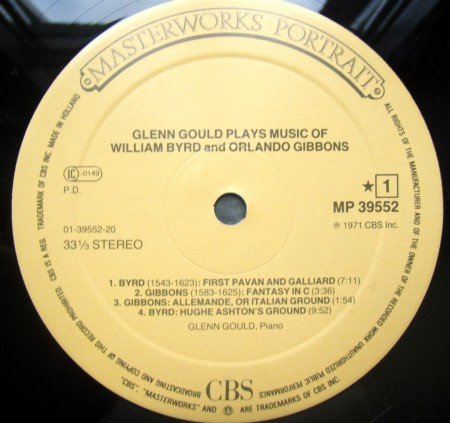 MASTERWORKS PORTRAIT
GLENN GOULD PLAYS MUSIC OF
WILLIAM BYRD and ORLANDO GIBBONS
IC -0149
P.D.
★ 1
MP 39552
01-39552-20
33⅓ STEREO
℗ 1971 CBS Inc.
1. BYRD (1543-1623): FIRST PAVAN AND GALLIARD (7:11)
2. GIBBONS (1583-1625): FANTASY IN C (3:36)
3. GIBBONS: ALLEMANDE, OR ITALIAN GROUND (1:54)
4. BYRD: HUGHE ASHTON'S GROUND (9:52)
GLENN GOULD, Piano
CBS
ALL RIGHTS OF THE MANUFACTURER AND OF THE OWNER OF THE RECORDED WORK RESERVED UNAUTHORIZED PUBLIC PERFORMANCE BROADCASTING AND COPYING OF THIS RECORD PROHIBITED CBS IS A REG. TRADEMARK OF CBS INC MADE IN HOLLAND
"CBS", "MASTERWORKS" AND ARE TRADEMARKS OF CBS INC.